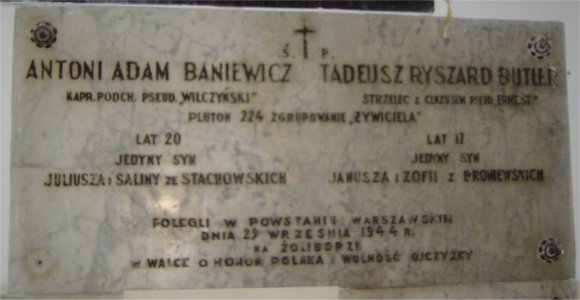 Ś. P.
ANTONI ADAM BANIEWICZ TADEUSZ RYSZARD BUTLER
KAPR. PODCH. PSEUD. „WILCZYŃSKI” STRZELEC Z CENZUSEM PSEUD. „ERNEST”
PLUTON 224 ZGRUPOWANIE „ŻYWICIELA”
LAT 20 LAT 17
JEDYNY SYN JEDYNY SYN
JULIUSZA I SALINY ZE STACHOWSKICH JANUSZA I ZOFII Z BRONIEWSKICH
POLEGLI W POWSTANIU WARSZAWSKIM
DNIA 29 WRZEŚNIA 1944 R.
NA ŻOLIBORZU
W WALCE O HONOR POLAKA I WOLNOŚĆ OJCZYZNY